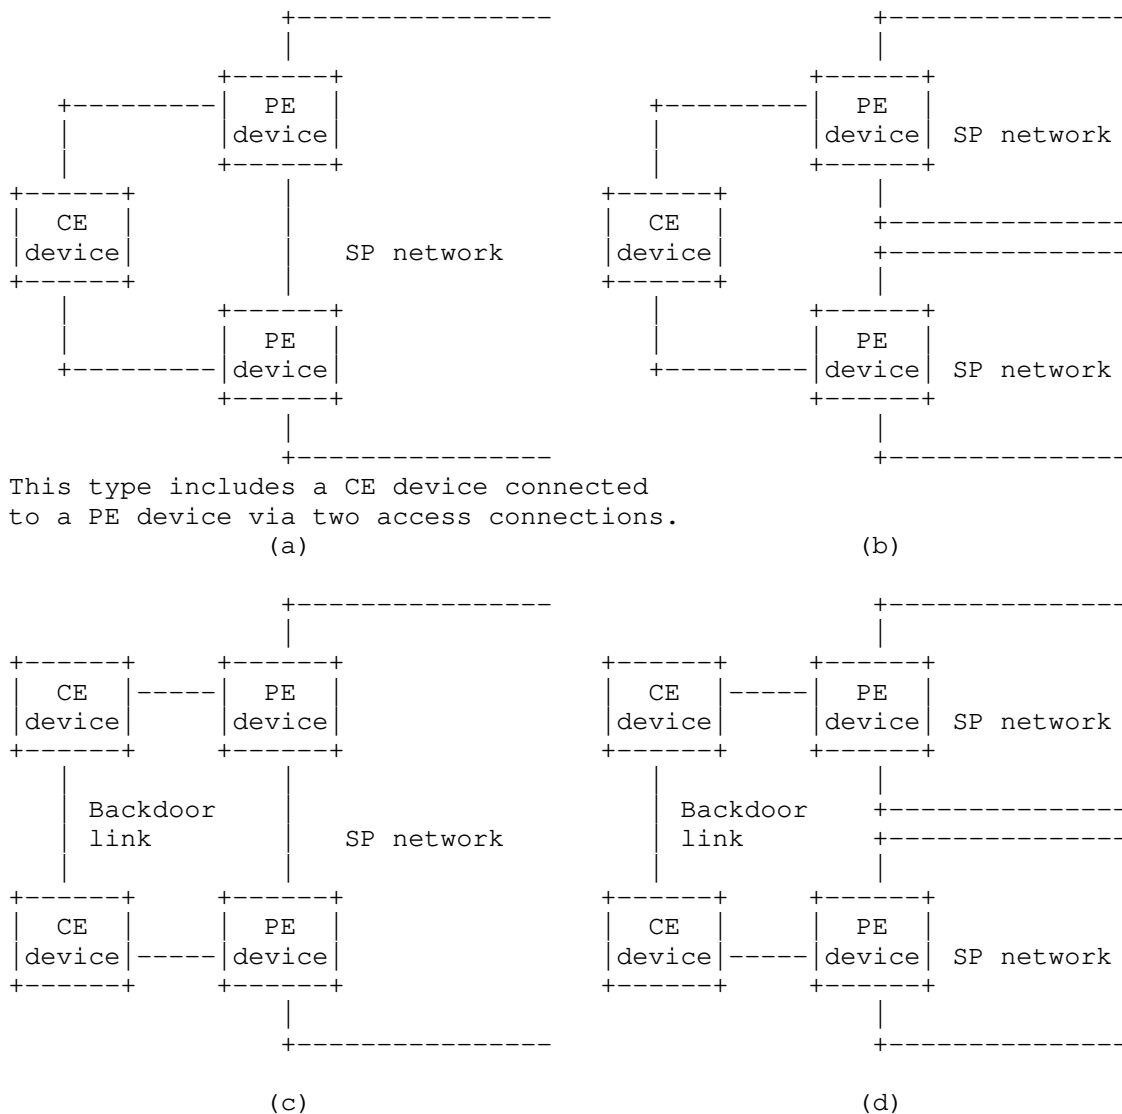 PE PE
device device SP network
CE CE
device SP network device
PE PE
device device SP network
This type includes a CE device connected
to a PE device via two access connections.
(a) (b)
CE PE CE PE
device device device device SP network
Backdoor Backdoor
link SP network link
CE PE CE PE
device device device device SP network
(c) (d)